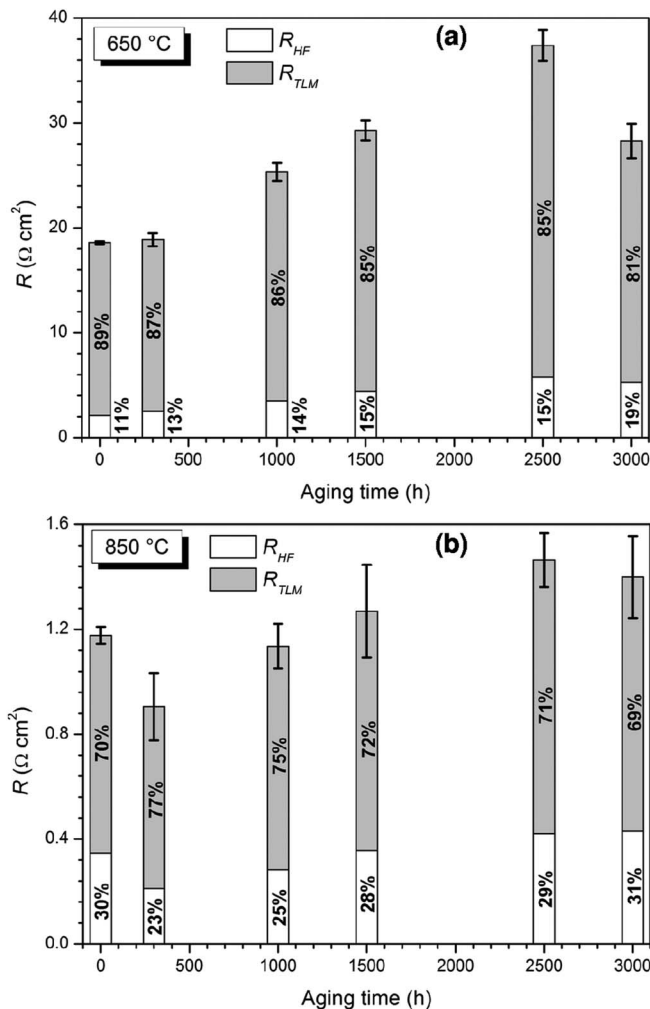 650 °C
R_HF
R_TLM
(a)
40
30
20
10
0
R (Ω cm²)
89%
11%
87%
13%
86%
14%
85%
15%
85%
15%
81%
19%
0 500 1000 1500 2000 2500 3000
Aging time (h)
850 °C
R_HF
R_TLM
(b)
1.6
1.2
0.8
0.4
0.0
R (Ω cm²)
70%
30%
77%
23%
75%
25%
72%
28%
71%
29%
69%
31%
0 500 1000 1500 2000 2500 3000
Aging time (h)